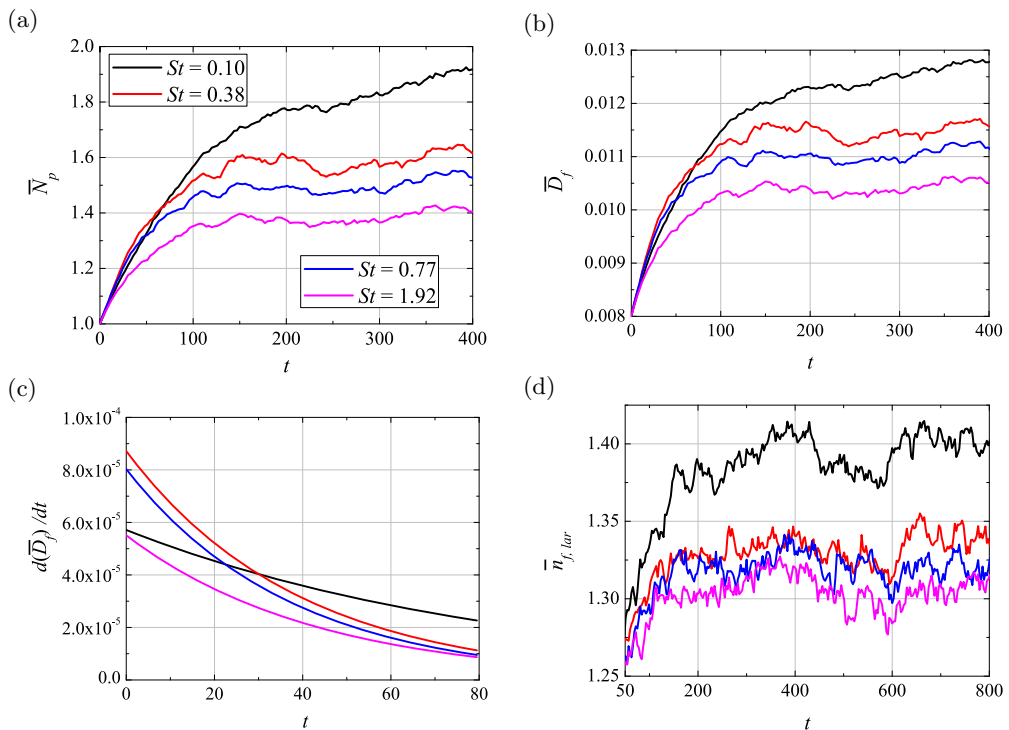 (a)
2.0
1.8
1.6
1.4
1.2
1.0
N̅p
St = 0.10
St = 0.38
St = 0.77
St = 1.92
0 100 200 300 400
t
(b)
0.013
0.012
0.011
0.010
0.009
0.008
D̅f
0 100 200 300 400
t
(c)
1.0x10-4
8.0x10-5
6.0x10-5
4.0x10-5
2.0x10-5
0.0
d(D̅f)/dt
0 20 40 60 80
t
(d)
1.40
1.35
1.30
1.25
n̅f, lar
50 200 400 600 800
t